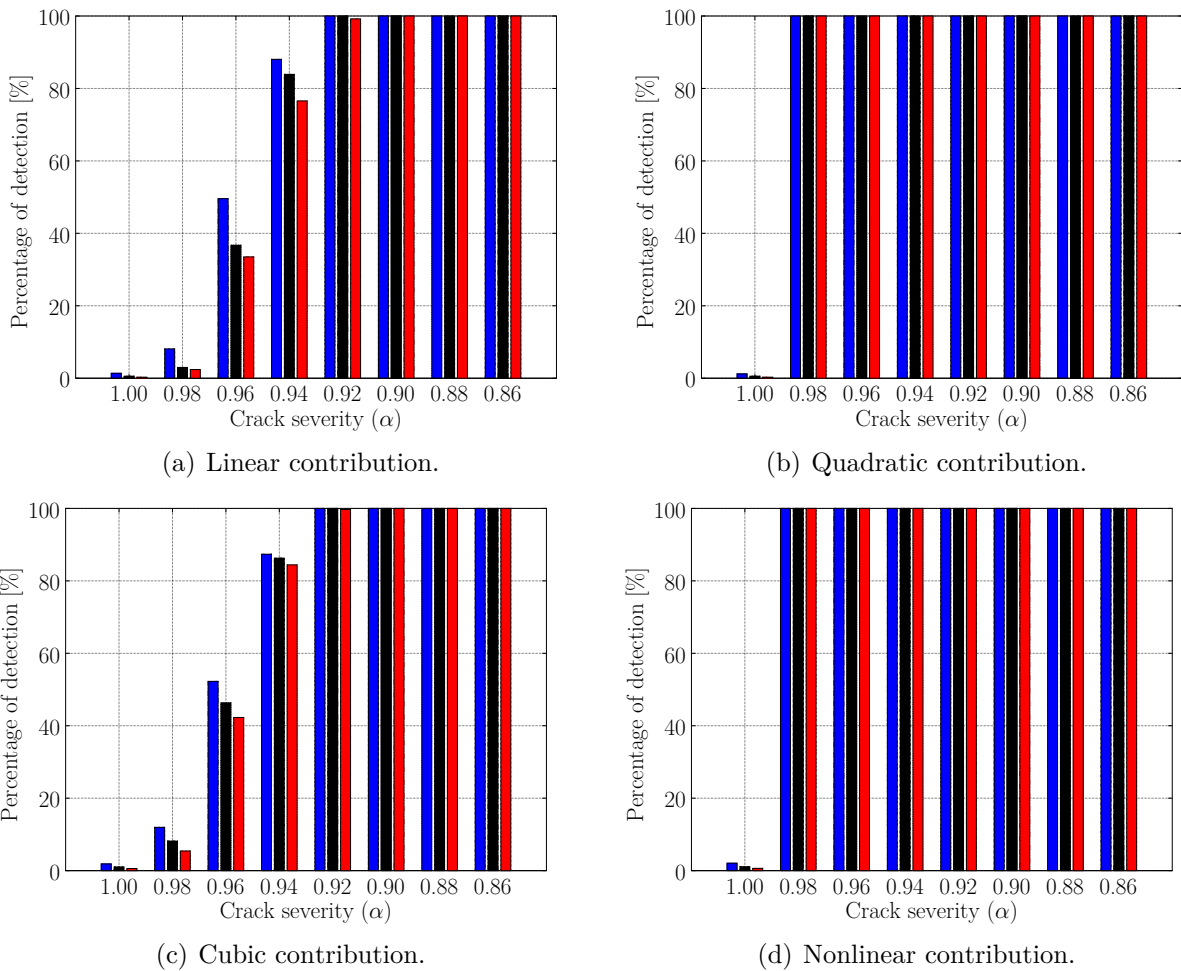 100
80
60
40
20
0
Percentage of detection [%]
1.00 0.98 0.96 0.94 0.92 0.90 0.88 0.86
Crack severity (α)
(a) Linear contribution.
100
80
60
40
20
0
Percentage of detection [%]
1.00 0.98 0.96 0.94 0.92 0.90 0.88 0.86
Crack severity (α)
(b) Quadratic contribution.
100
80
60
40
20
0
Percentage of detection [%]
1.00 0.98 0.96 0.94 0.92 0.90 0.88 0.86
Crack severity (α)
(c) Cubic contribution.
100
80
60
40
20
0
Percentage of detection [%]
1.00 0.98 0.96 0.94 0.92 0.90 0.88 0.86
Crack severity (α)
(d) Nonlinear contribution.